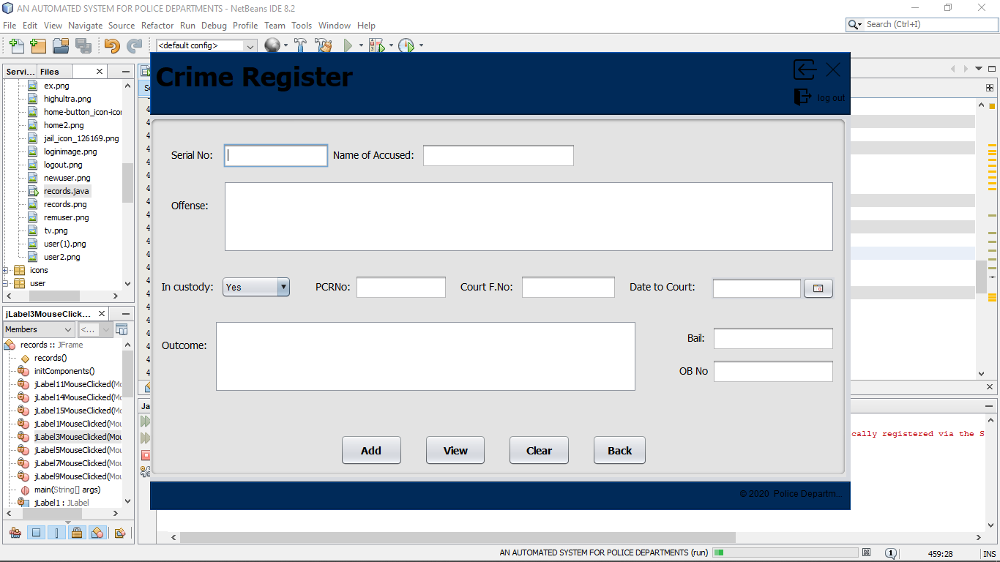 AN AUTOMATED SYSTEM FOR POLICE DEPARTMENTS - NetBeans IDE 8.2
File Edit View Navigate Source Refactor Run Debug Profile Team Tools Window Help
Search (Ctrl+I)
<default config>
Servi... Files
ex.png
highultra.png
home-button_icon-icon
home2.png
jail_icon_126169.png
loginimage.png
logout.png
newuser.png
records.java
records.png
remuser.png
tv.png
user(1).png
user2.png
icons
user
jLabel3MouseClick...
Members <...
records :: JFrame
records()
initComponents()
jLabel11MouseClicked(Mo
jLabel14MouseClicked(Mo
jLabel15MouseClicked(Mo
jLabel1MouseClicked(Mou
jLabel3MouseClicked(Mou
jLabel5MouseClicked(Mou
jLabel7MouseClicked(Mou
jLabel9MouseClicked(Mou
main(String[] args)
jLabel1 : JLabel
Crime Register
log out
Serial No: Name of Accused:
Offense:
In custody: Yes PCRNo: Court F.No: Date to Court:
Outcome: Bail:
OB No
Add View Clear Back
© 2020 Police Departm...
Ja
cally registered via the S
AN AUTOMATED SYSTEM FOR POLICE DEPARTMENTS (run) 1 459:28 INS